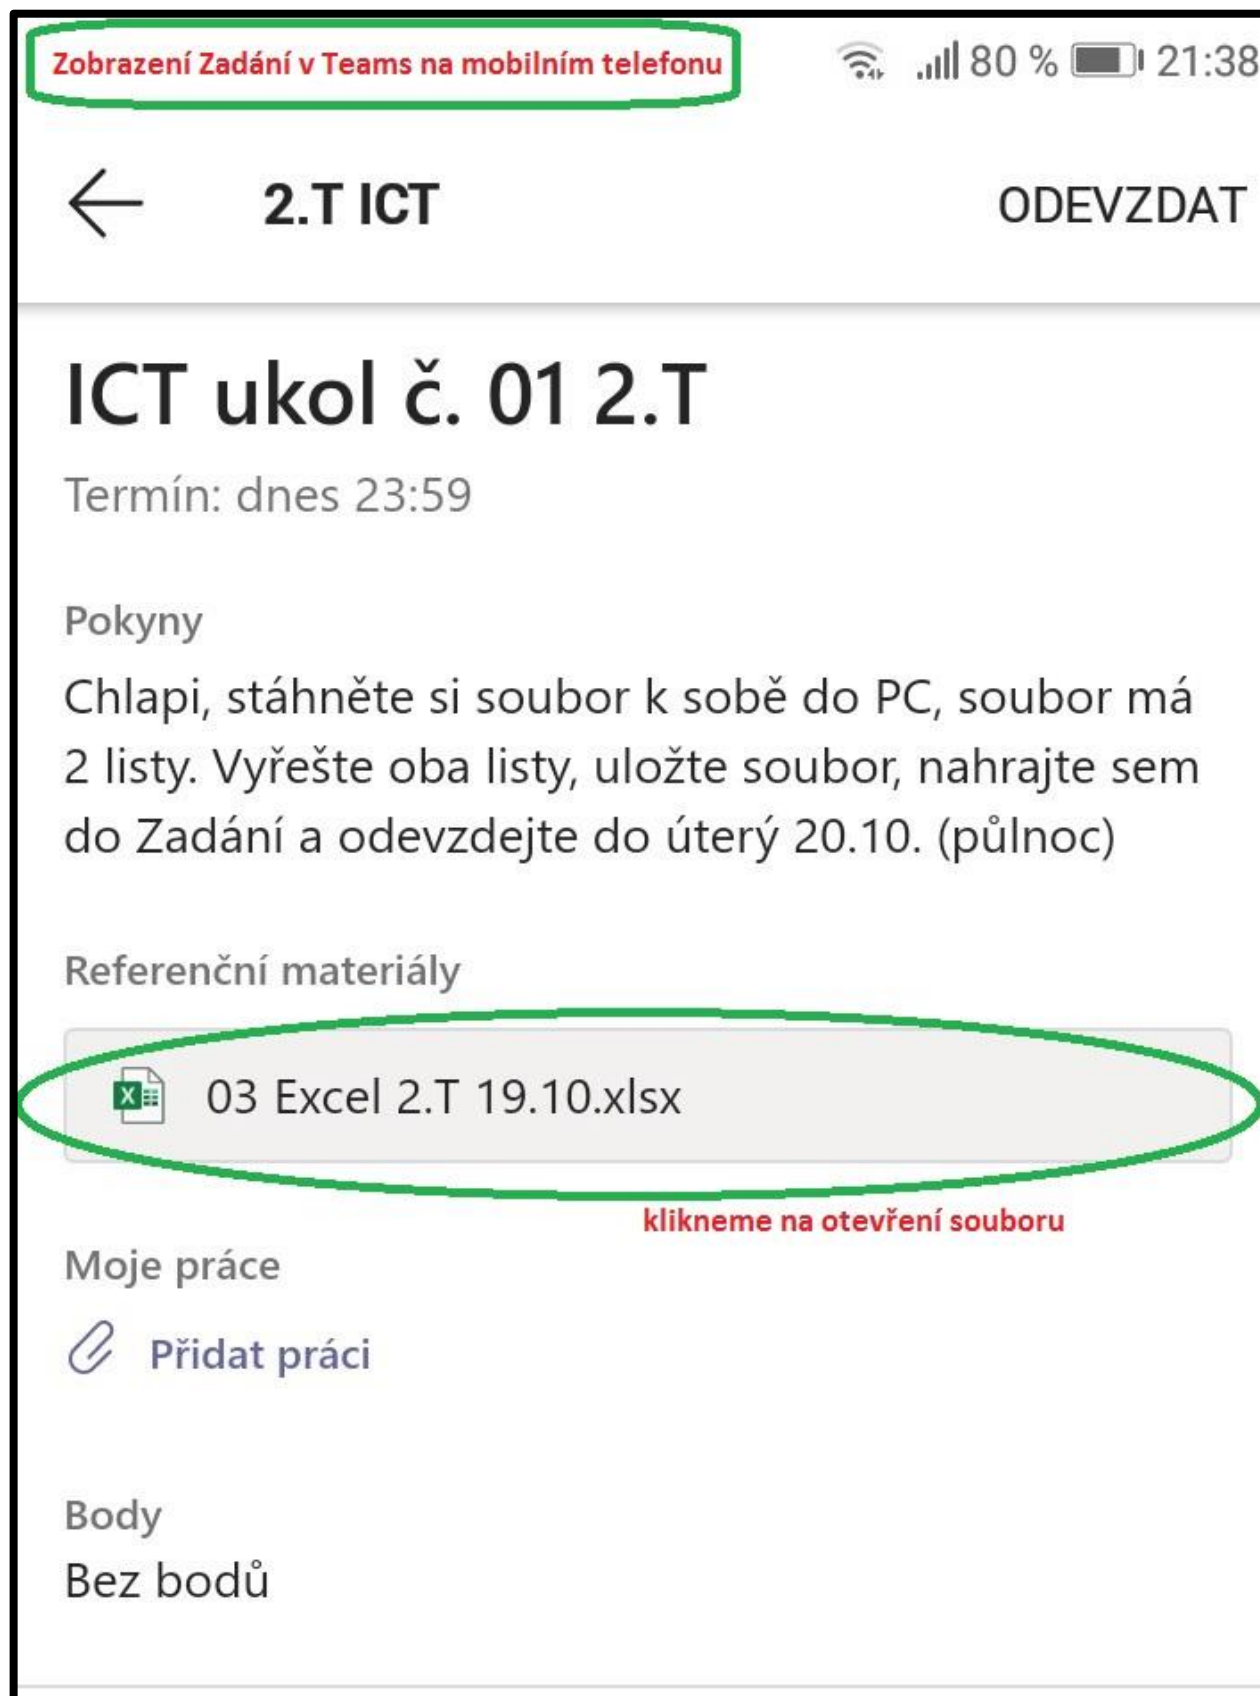 Zobrazení Zadání v Teams na mobilním telefonu
80 % 21:38
2.T ICT ODEVZDAT
ICT ukol č. 01 2.T
Termín: dnes 23:59
Pokyny
Chlapi, stáhněte si soubor k sobě do PC, soubor má
2 listy. Vyřešte oba listy, uložte soubor, nahrajte sem
do Zadání a odevzdejte do úterý 20.10. (půlnoc)
Referenční materiály
03 Excel 2.T 19.10.xlsx
klikneme na otevření souboru
Moje práce
Přidat práci
Body
Bez bodů